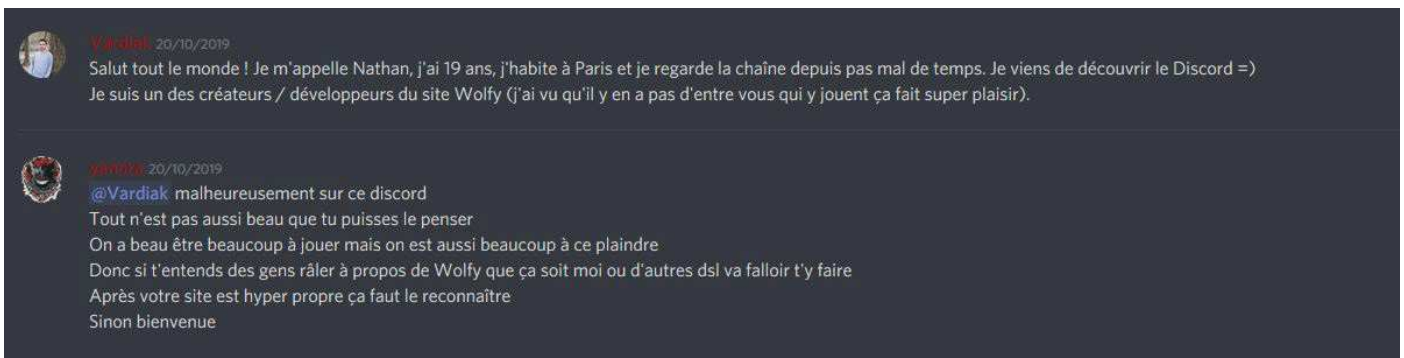 Vardiak 20/10/2019
Salut tout le monde ! Je m'appelle Nathan, j'ai 19 ans, j'habite à Paris et je regarde la chaîne depuis pas mal de temps. Je viens de découvrir le Discord =)
Je suis un des créateurs / développeurs du site Wolfy (j'ai vu qu'il y en a pas d'entre vous qui y jouent ça fait super plaisir).
20/10/2019
@Vardiak malheureusement sur ce discord
Tout n'est pas aussi beau que tu puisses le penser
On a beau être beaucoup à jouer mais on est aussi beaucoup à ce plaindre
Donc si t'entends des gens râler à propos de Wolfy que ça soit moi ou d'autres dsl va falloir t'y faire
Après votre site est hyper propre ça faut le reconnaître
Sinon bienvenue